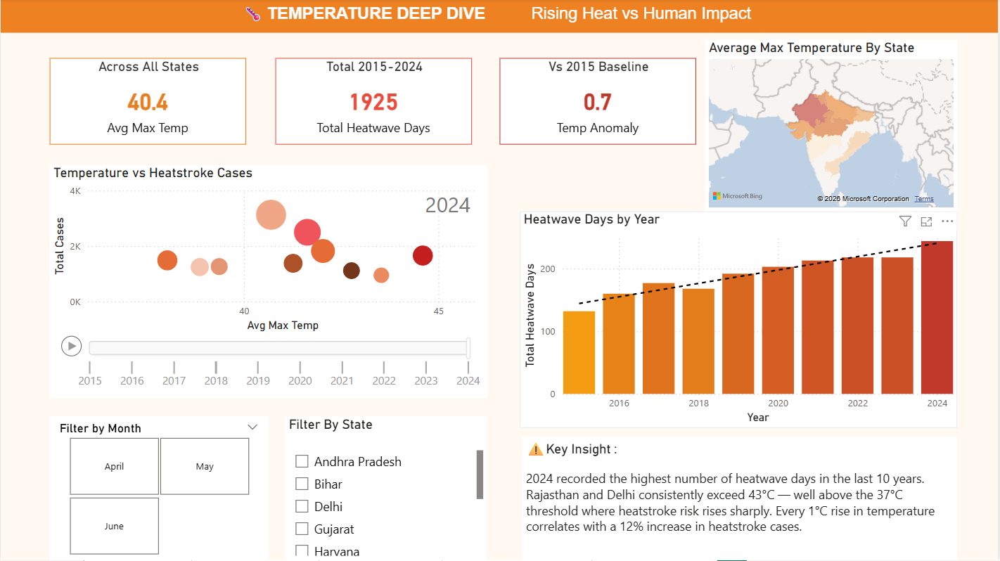 TEMPERATURE DEEP DIVE Rising Heat vs Human Impact
Across All States
40.4
Avg Max Temp
Total 2015-2024
1925
Total Heatwave Days
Vs 2015 Baseline
0.7
Temp Anomaly
Average Max Temperature By State
Microsoft Bing
© 2026 Microsoft Corporation Terms
Temperature vs Heatstroke Cases
2024
Total Cases
4K
2K
0K
40 45
Avg Max Temp
2015 2016 2017 2018 2019 2020 2021 2022 2023 2024
Heatwave Days by Year
Total Heatwave Days
200
100
0
2016 2018 2020 2022 2024
Year
Filter by Month
April May
June
Filter By State
Andhra Pradesh
Bihar
Delhi
Gujarat
Haryana
Key Insight :
2024 recorded the highest number of heatwave days in the last 10 years.
Rajasthan and Delhi consistently exceed 43°C — well above the 37°C
threshold where heatstroke risk rises sharply. Every 1°C rise in temperature
correlates with a 12% increase in heatstroke cases.